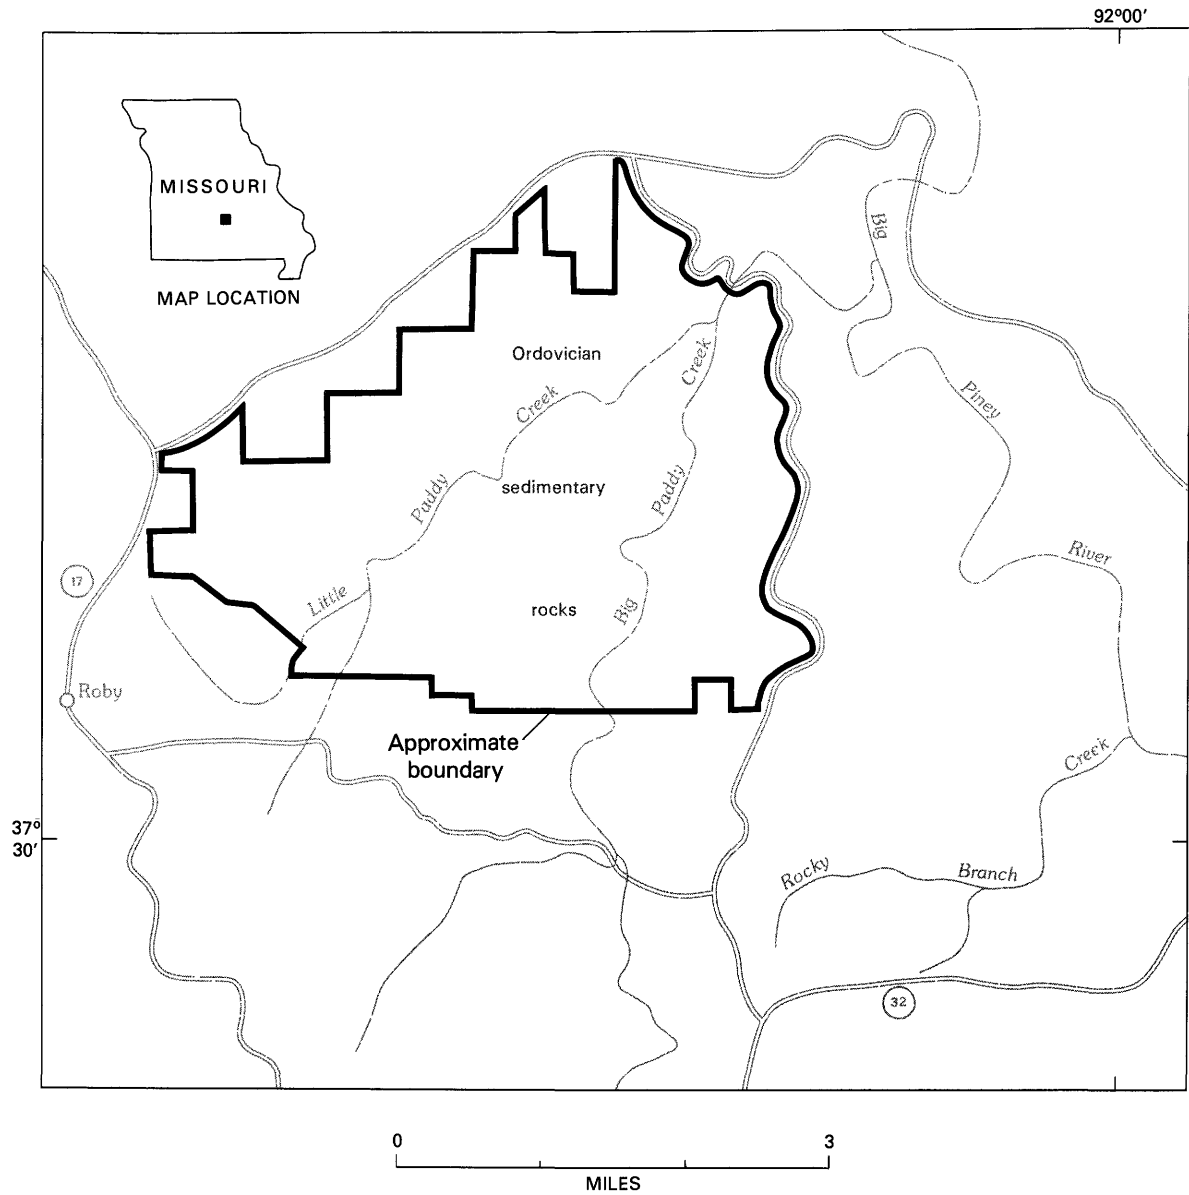 92°00'
MISSOURI
MAP LOCATION
Big
Ordovician
Creek
Creek
Piney
Paddy
sedimentary
Paddy
River
17
Little
rocks
Big
Roby
Approximate
boundary
Creek
37°
30'
Rocky
Branch
32
0
3
MILES